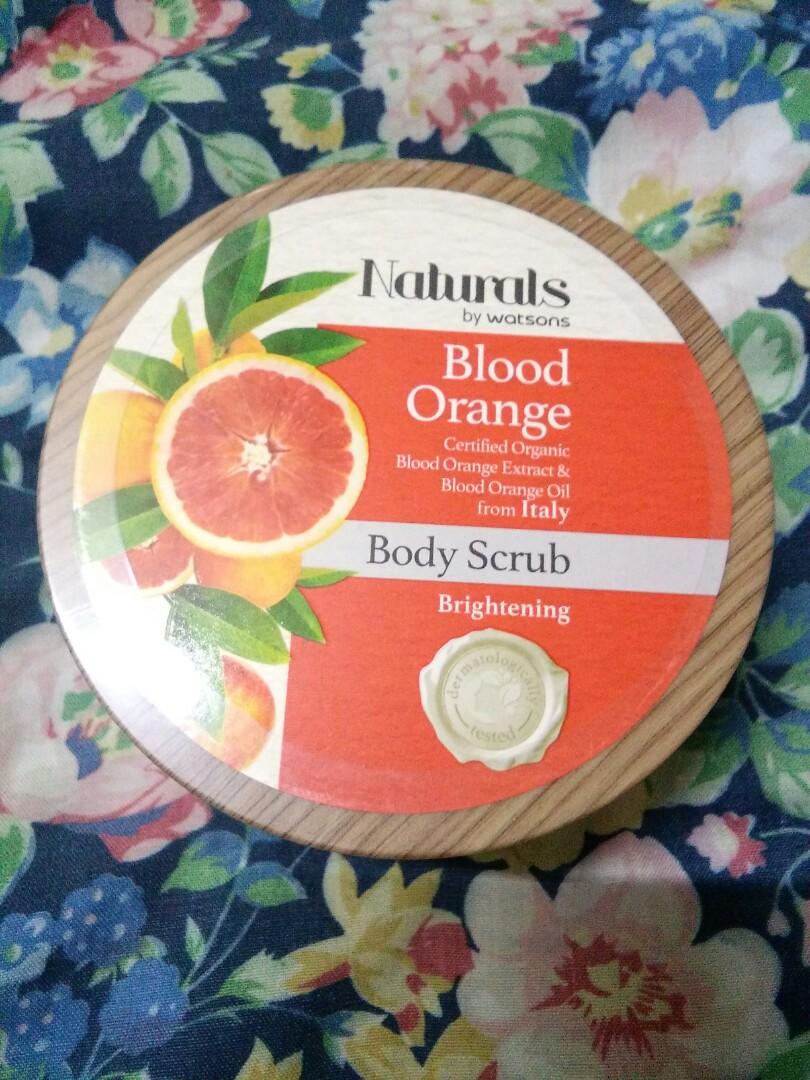 Naturals
by watsons
Blood
Orange
Certified Organic
Blood Orange Extract &
Blood Orange Oil
from Italy
Body Scrub
Brightening
dermatologically
tested